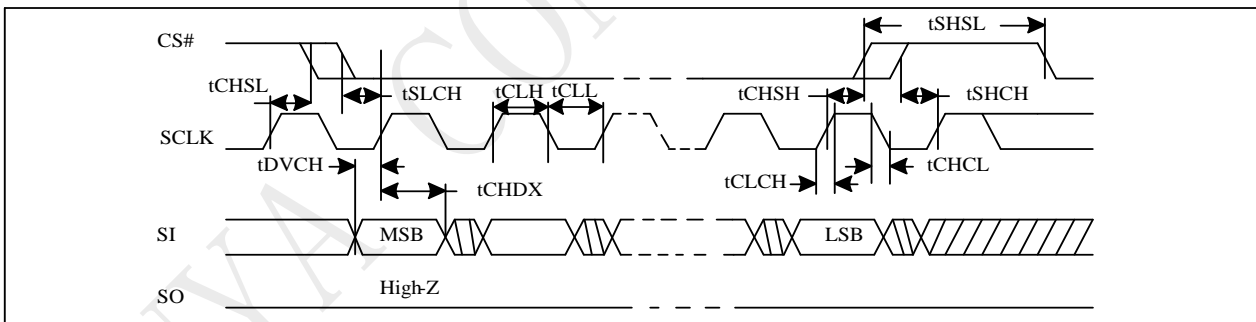 tSHSL
CS#
tCHSL
tSLCH
tCLH
tCLL
tCHSH
tSHCH
SCLK
tDVCH
tCHDX
tCLCH
tCHCL
SI
MSB
LSB
High-Z
SO